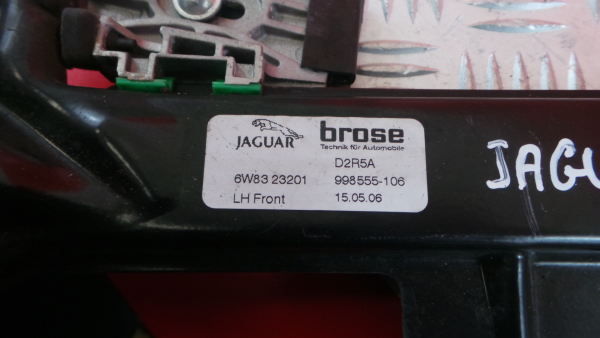 JAGUAR brose
Technik für Automobile
D2R5A
6W83 23201 998555-106
LH Front 15.05.06
JAGU